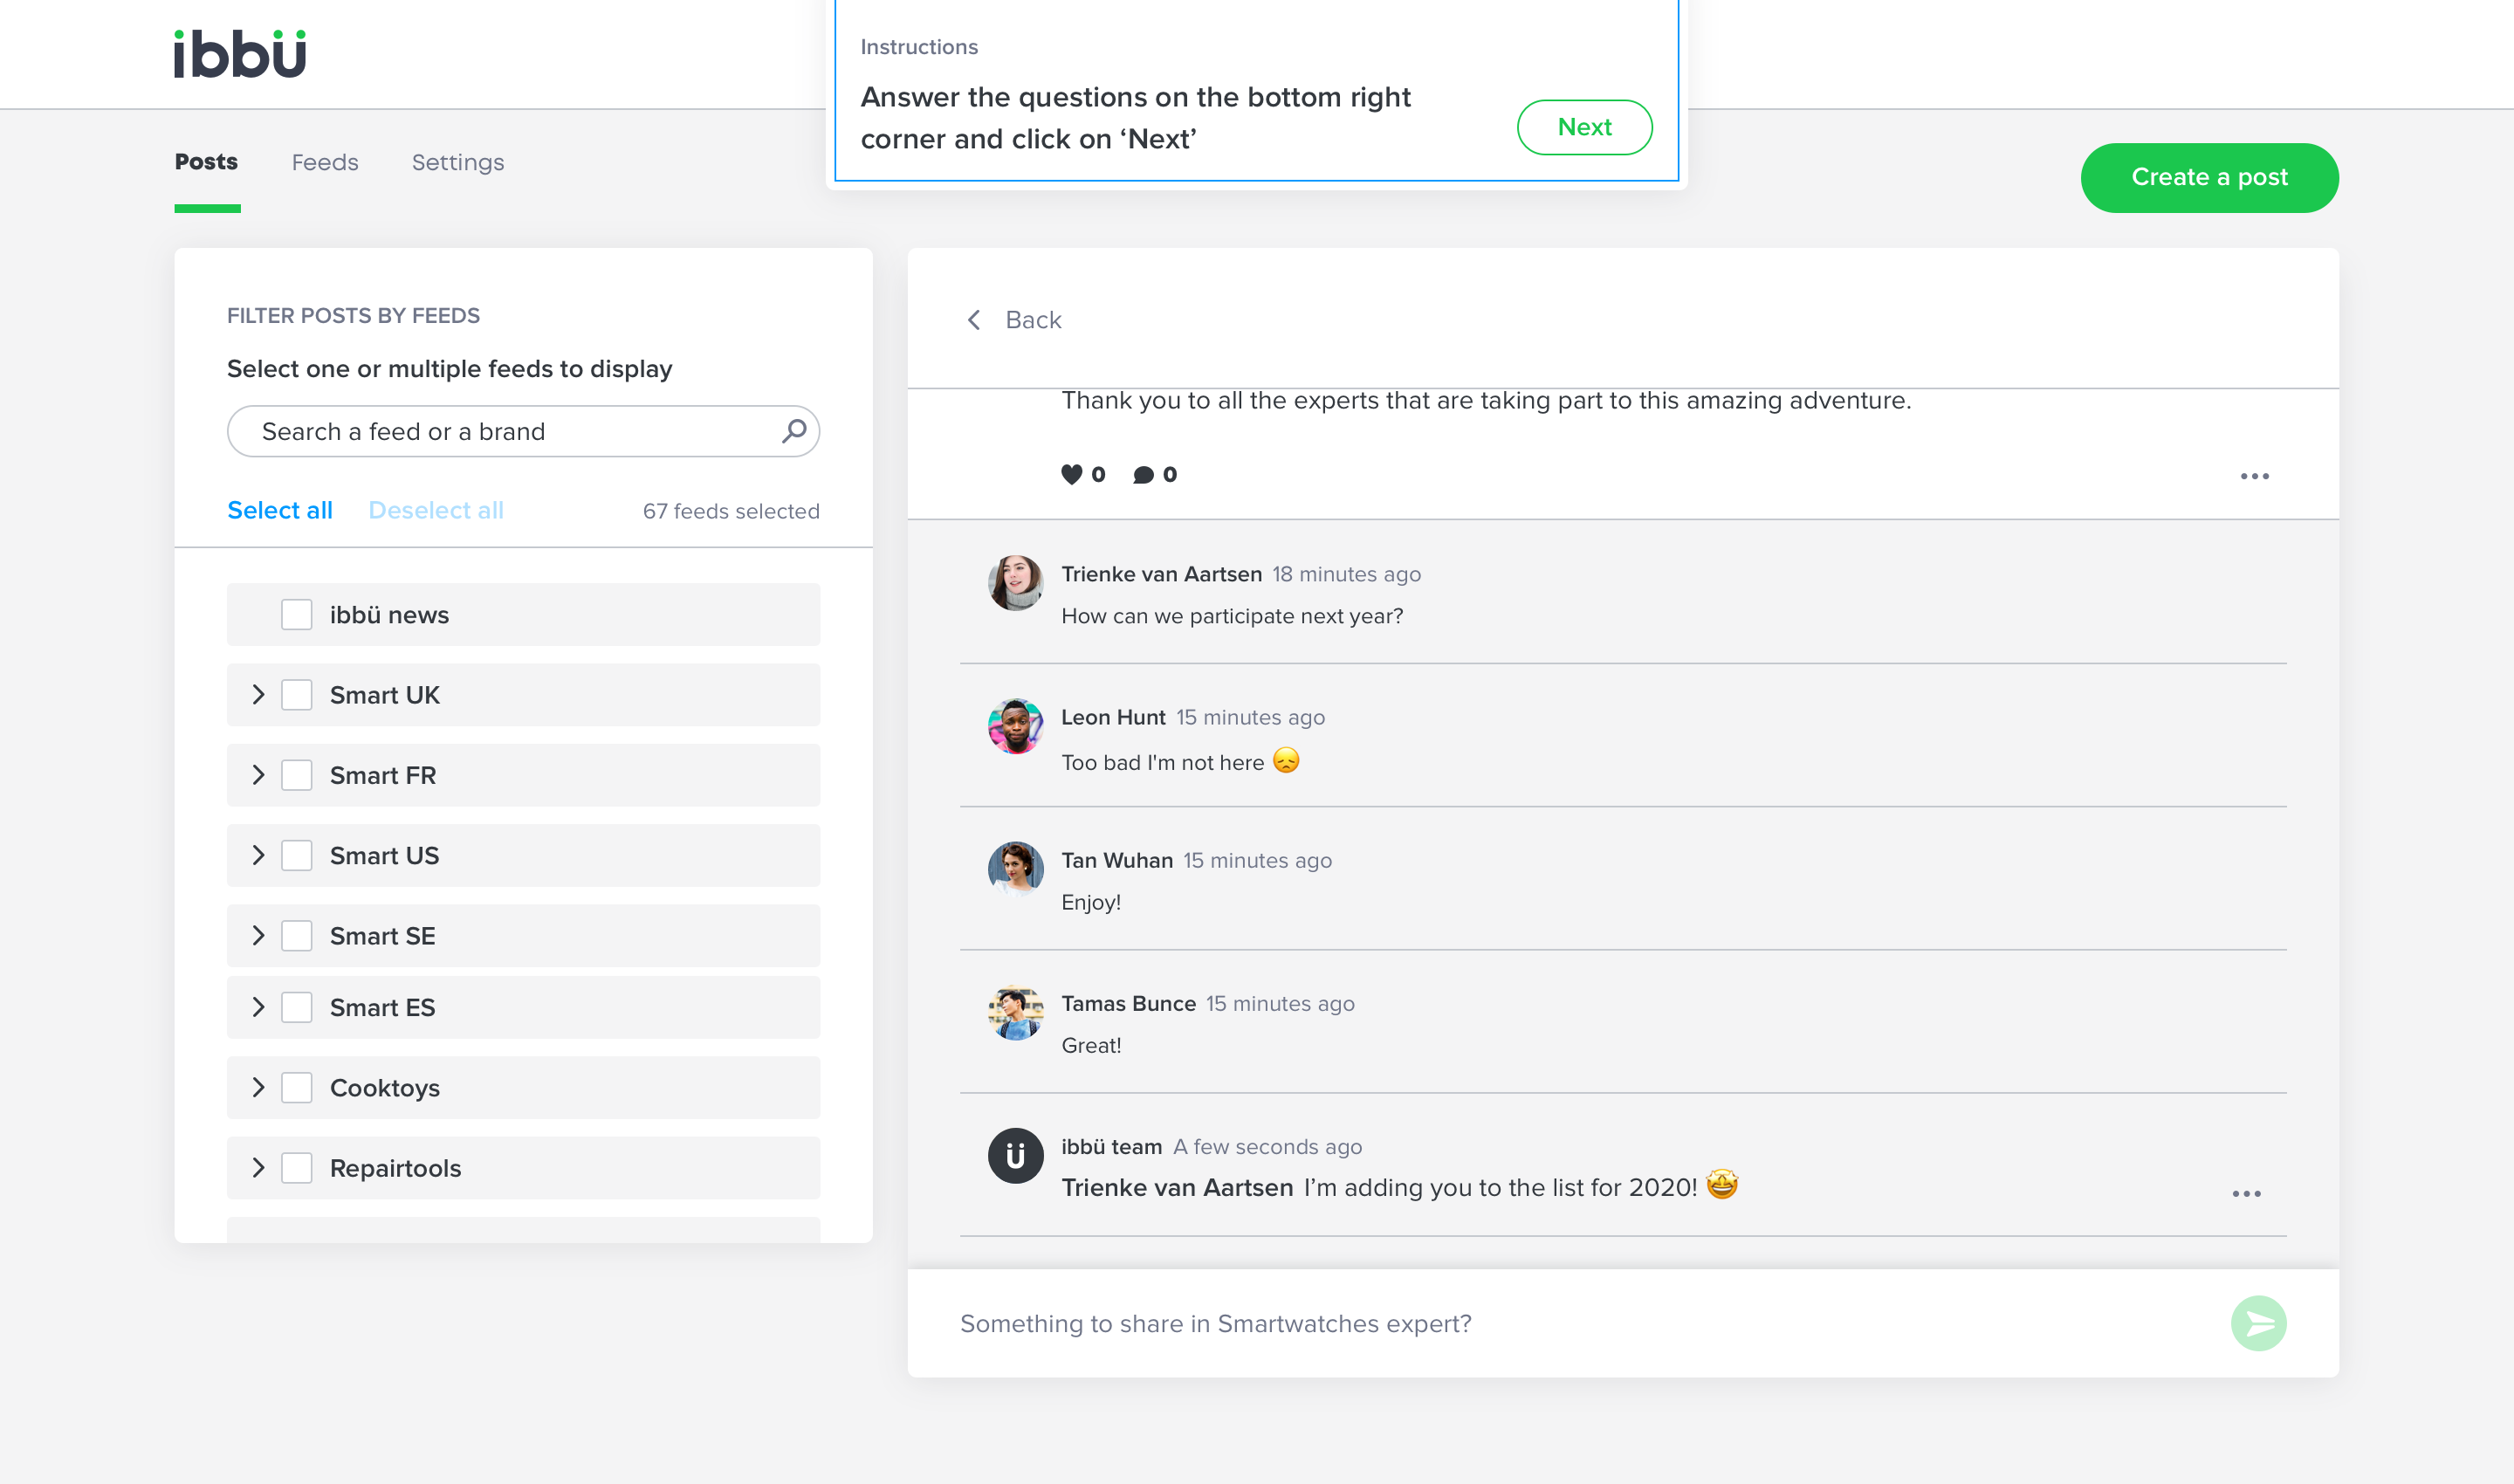 ibbü
Instructions
Answer the questions on the bottom right
corner and click on ‘Next’
Next
Posts
Feeds
Settings
Create a post
FILTER POSTS BY FEEDS
Select one or multiple feeds to display
Search a feed or a brand
Select all
Deselect all
67 feeds selected
ibbü news
Smart UK
Smart FR
Smart US
Smart SE
Smart ES
Cooktoys
Repairtools
Back
Thank you to all the experts that are taking part to this amazing adventure.
0
0
Trienke van Aartsen 18 minutes ago
How can we participate next year?
Leon Hunt 15 minutes ago
Too bad I'm not here 😞
Tan Wuhan 15 minutes ago
Enjoy!
Tamas Bunce 15 minutes ago
Great!
ü
ibbü team A few seconds ago
Trienke van Aartsen I’m adding you to the list for 2020! 🤩
Something to share in Smartwatches expert?